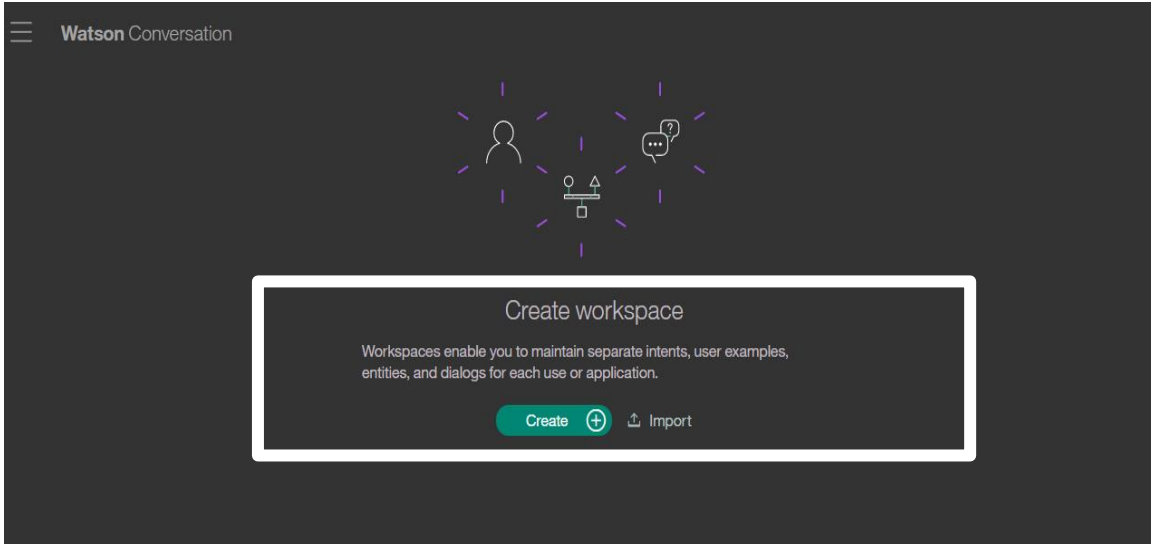 Watson Conversation
?
Create workspace
Workspaces enable you to maintain separate intents, user examples,
entities, and dialogs for each use or application.
Create
Import